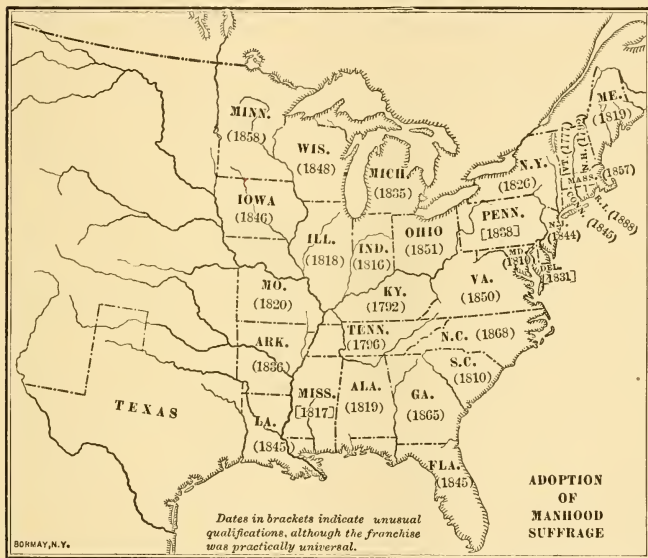 MINN.
(1858)
WIS.
(1848)
MICH.
(1835)
IOWA
(1846)
ILL.
(1818)
IND.
(1816)
OHIO
(1851)
PENN.
[1838]
N.Y.
(1826)
VT. (1777)
N.H.
ME.
(1819)
MASS.
(1857)
R.I. (1888)
CONN. (1845)
N.J.
(1844)
MD.
(1810)
DEL.
[1831]
MO.
(1820)
KY.
(1792)
VA.
(1850)
TENN.
(1796)
N.C. (1868)
ARK.
(1836)
S.C.
(1810)
MISS.
[1817]
ALA.
(1819)
GA.
(1865)
TEXAS
LA.
(1845)
FLA.
(1845)
ADOPTION
OF
MANHOOD
SUFFRAGE
Dates in brackets indicate unusual
qualifications, although the franchise
was practically universal.
BORMAY, N.Y.